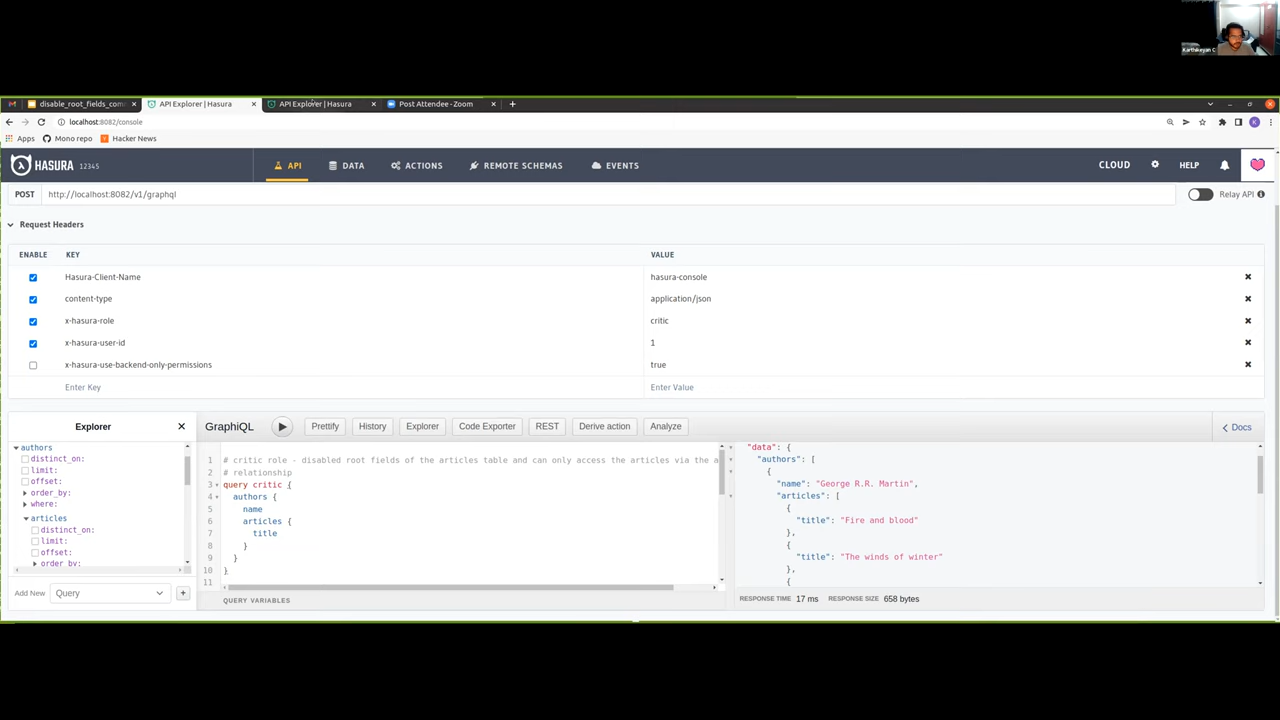 Karthikeyan C
disable_root_fields_com
API Explorer | Hasura
API Explorer | Hasura
Post Attendee - Zoom
localhost:8082/console
Apps
Mono repo
Hacker News
HASURA 12345
API
DATA
ACTIONS
REMOTE SCHEMAS
EVENTS
CLOUD
HELP
POST
http://localhost:8082/v1/graphql
Relay API
Request Headers
ENABLE KEY VALUE
Hasura-Client-Name hasura-console
content-type application/json
x-hasura-role critic
x-hasura-user-id 1
x-hasura-use-backend-only-permissions true
Enter Key Enter Value
Explorer
authors
distinct_on:
limit:
offset:
order_by:
where:
articles
distinct_on:
limit:
offset:
order_by:
Add New Query
GraphiQL
Prettify
History
Explorer
Code Exporter
REST
Derive action
Analyze
Docs
1 # critic role - disabled root fields of the articles table and can only access the articles via the a
2 # relationship
3 query critic {
4 authors {
5 name
6 articles {
7 title
8 }
9 }
10 }
11
QUERY VARIABLES
"data": {
"authors": [
{
"name": "George R.R. Martin",
"articles": [
{
"title": "Fire and blood"
},
{
"title": "The winds of winter"
},
{
RESPONSE TIME 17 ms RESPONSE SIZE 658 bytes